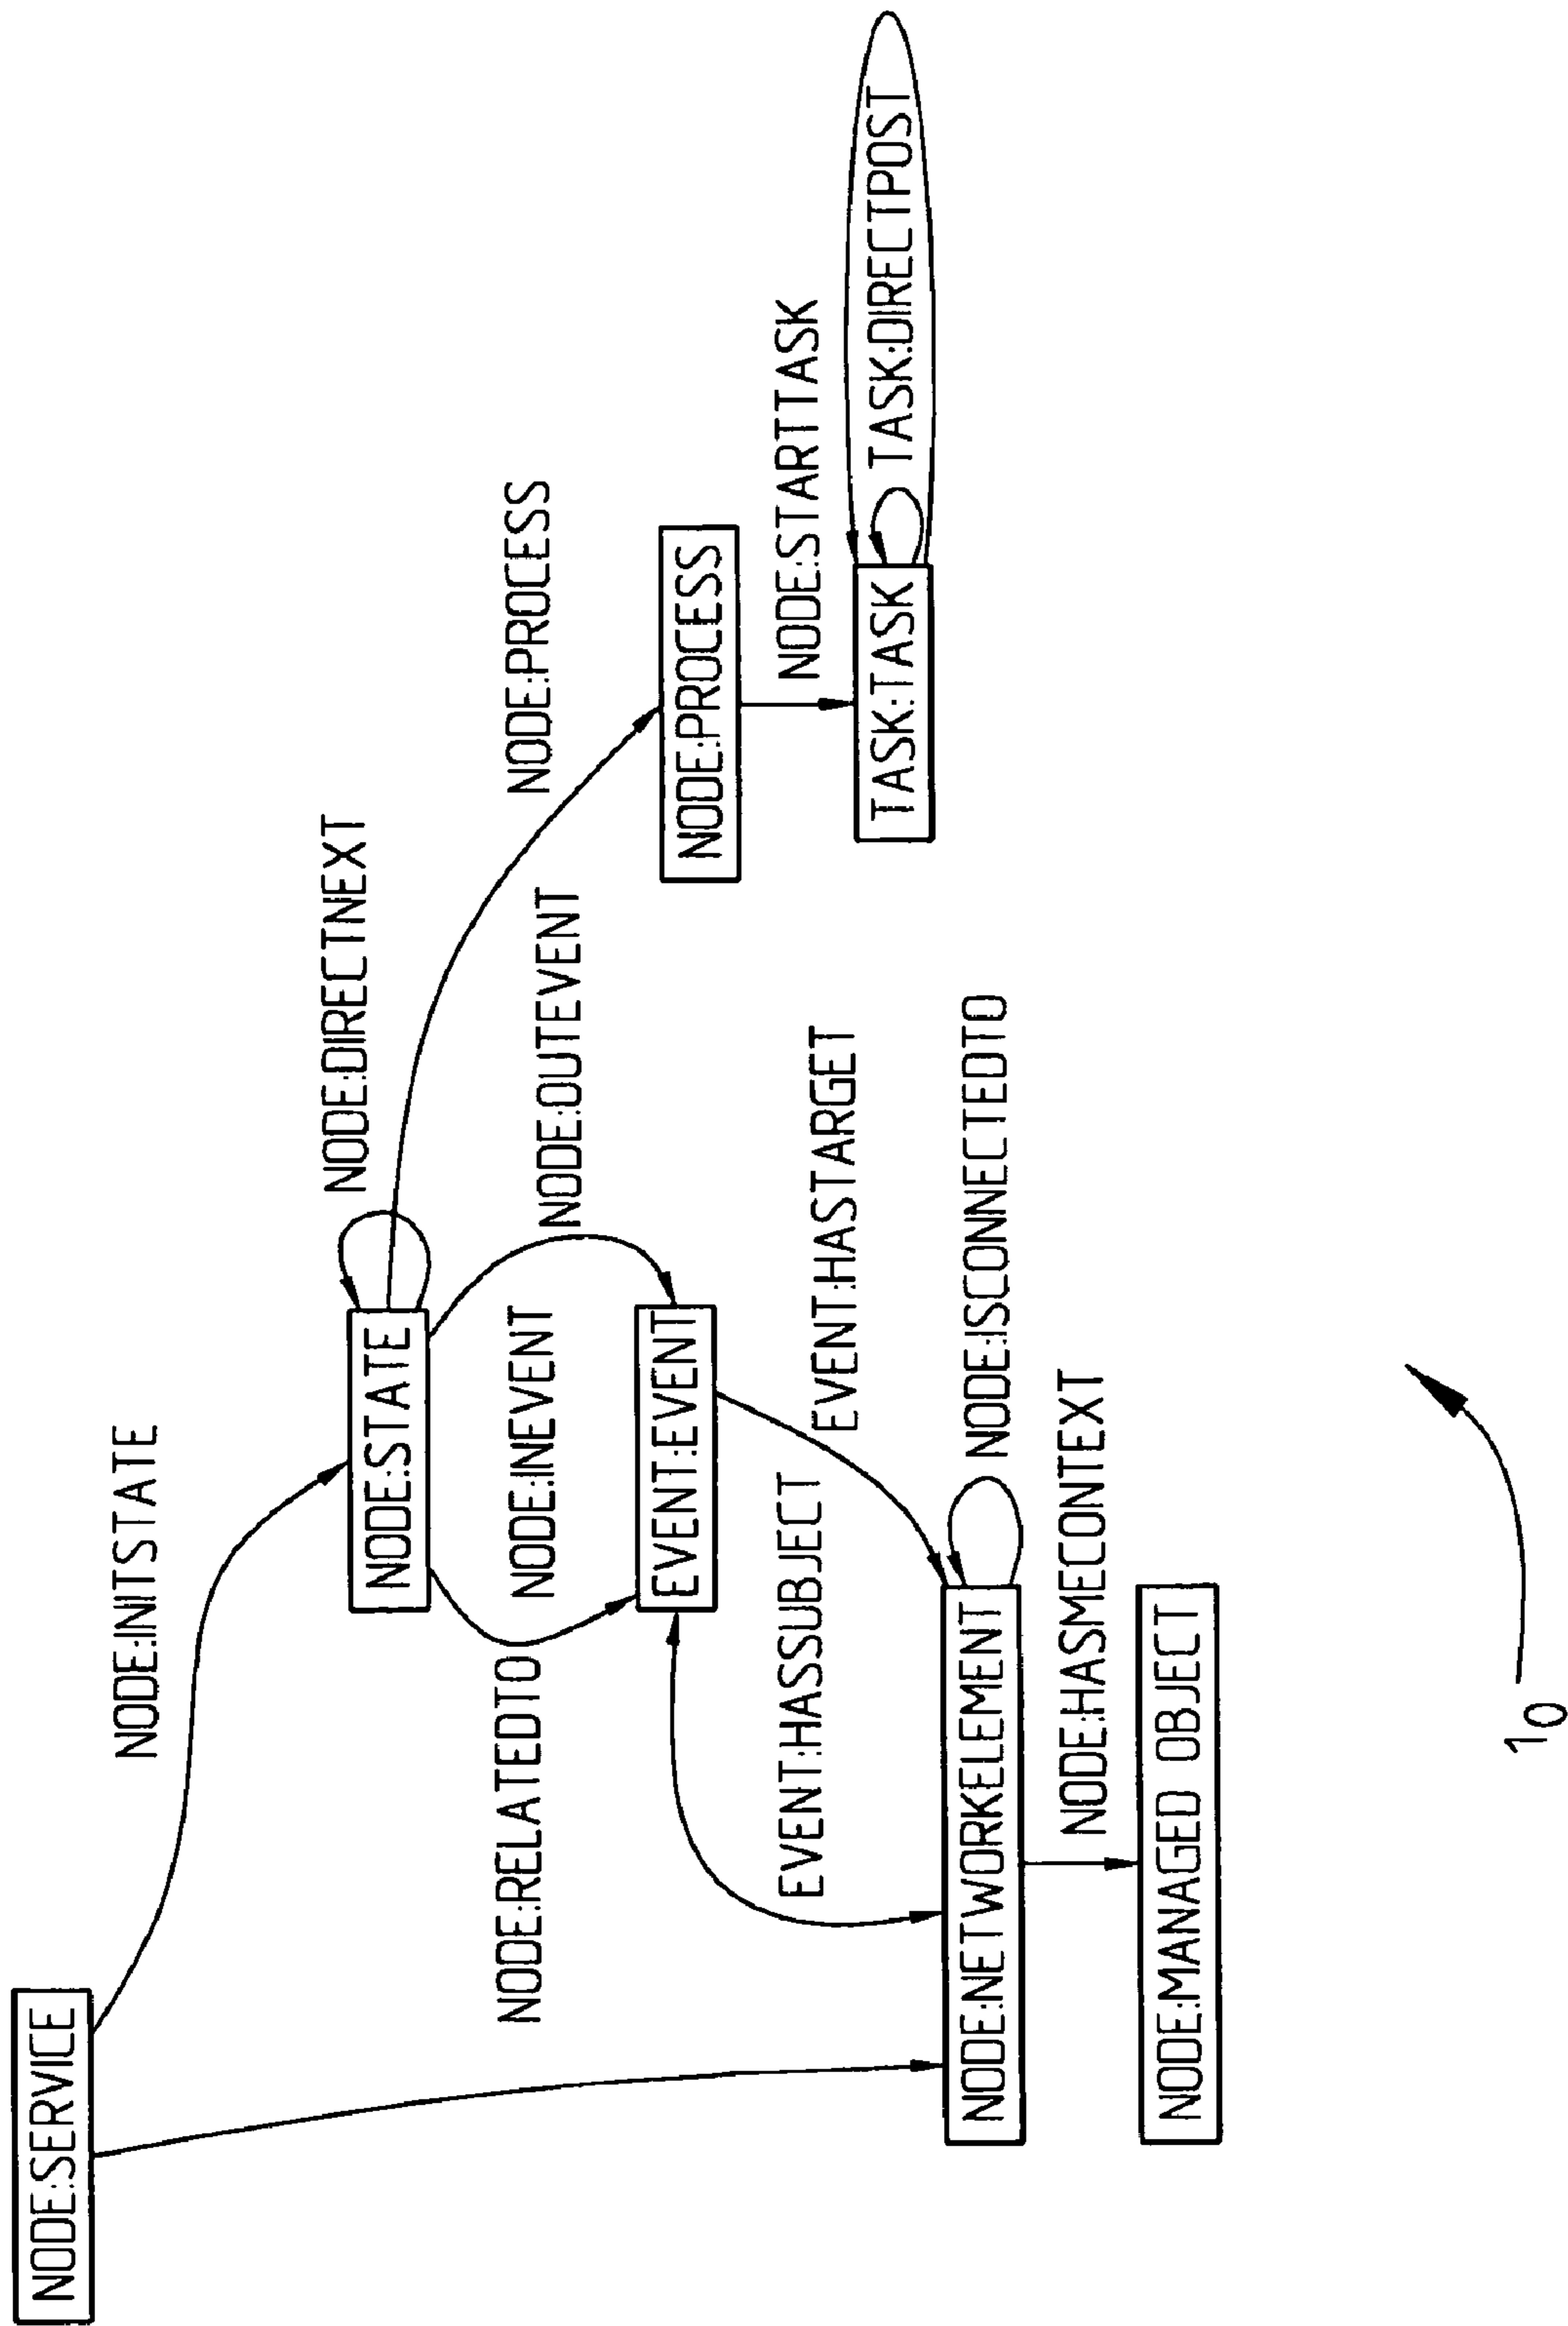 NODE:SERVICE
NODE:INITSTATE
NODE:DIRECTNEXT
NODE:STATE
NODE:PROCESS
NODE:RELATEDTO
NODE:INEVENT
NODE:OUTEVENT
EVENT:EVENT
NODE:PROCESS
EVENT:HASSUBJECT
EVENT:HASTARGET
NODE:STARTTASK
TASK:TASK
TASK:DIRECTPOST
NODE:NETWORKELEMENT
NODE:ISCONNECTEDTO
NODE:HASMECONTEXT
NODE:MANAGED OBJECT
10